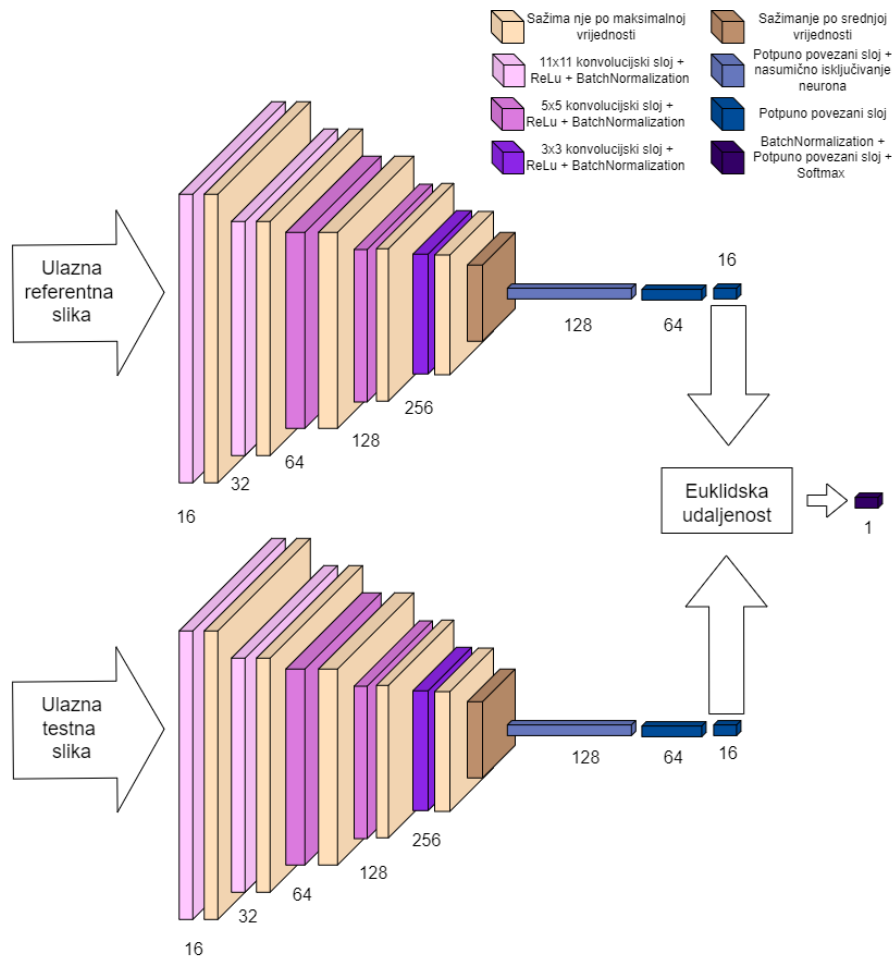 Sažima nje po maksimalnoj
vrijednosti
Sažimanje po srednjoj
vrijednosti
11x11 konvolucijski sloj +
ReLu + BatchNormalization
Potpuno povezani sloj +
nasumično isključivanje
neurona
5x5 konvolucijski sloj +
ReLu + BatchNormalization
Potpuno povezani sloj
3x3 konvolucijski sloj +
ReLu + BatchNormalization
BatchNormalization +
Potpuno povezani sloj +
Softmax
Ulazna
referentna
slika
16
32
64
128
256
128
64
16
Euklidska
udaljenost
1
Ulazna
testna
slika
16
32
64
128
256
128
64
16